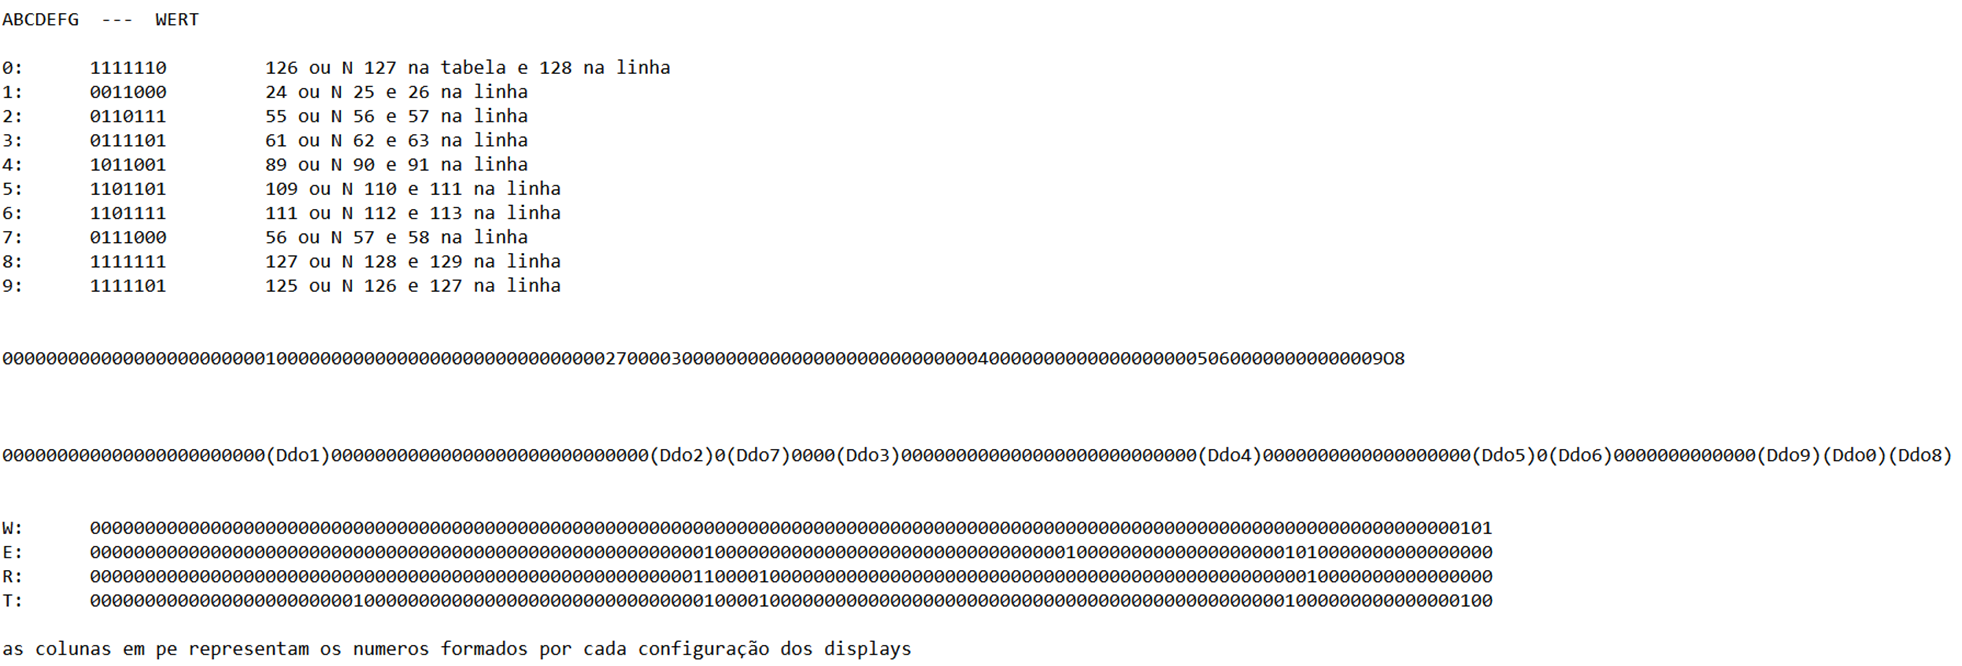 ABCDEFG --- WERT
0: 1111110 126 ou N 127 na tabela e 128 na linha
1: 0011000 24 ou N 25 e 26 na linha
2: 0110111 55 ou N 56 e 57 na linha
3: 0111101 61 ou N 62 e 63 na linha
4: 1011001 89 ou N 90 e 91 na linha
5: 1101101 109 ou N 110 e 111 na linha
6: 1101111 111 ou N 112 e 113 na linha
7: 0111000 56 ou N 57 e 58 na linha
8: 1111111 127 ou N 128 e 129 na linha
9: 1111101 125 ou N 126 e 127 na linha
000000000000000000000000100000000000000000000000000000027000030000000000000000000000000004000000000000000000050600000000000009O8
000000000000000000000000(Ddo1)00000000000000000000000000000(Ddo2)0(Ddo7)0000(Ddo3)000000000000000000000000000(Ddo4)0000000000000000000(Ddo5)0(Ddo6)0000000000000(Ddo9)(Ddo0)(Ddo8)
W: 00000000000000000000000000000000000000000000000000000000000000000000000000000000000000000000000000000000000000000000000000000101
E: 00000000000000000000000000000000000000000000000000000000100000000000000000000000000000000100000000000000000001010000000000000000
R: 00000000000000000000000000000000000000000000000000000001100001000000000000000000000000000000000000000000000000010000000000000000
T: 00000000000000000000000010000000000000000000000000000000100001000000000000000000000000000000000000000000000001000000000000000100
as colunas em pe representam os numeros formados por cada configuração dos displays